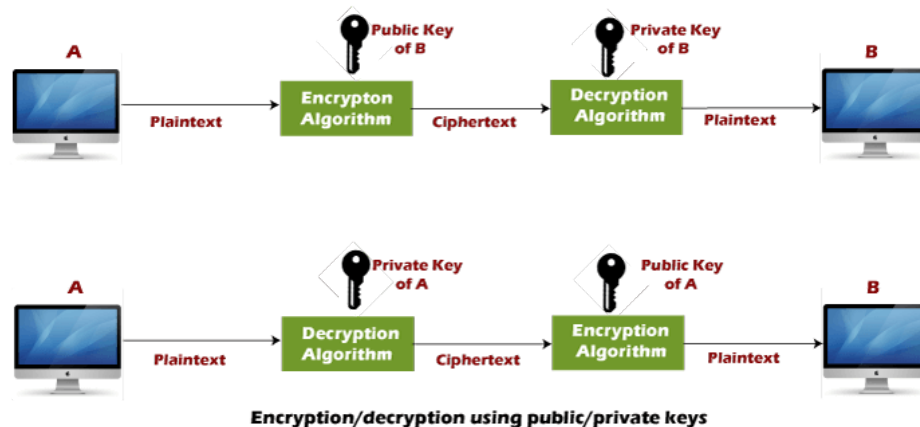 A
Public Key
of B
Private Key
of B
B
Encrypton
Algorithm
Decryption
Algorithm
Plaintext
Ciphertext
Plaintext
A
Private Key
of A
Public Key
of A
B
Decryption
Algorithm
Encryption
Algorithm
Plaintext
Ciphertext
Plaintext
Encryption/decryption using public/private keys